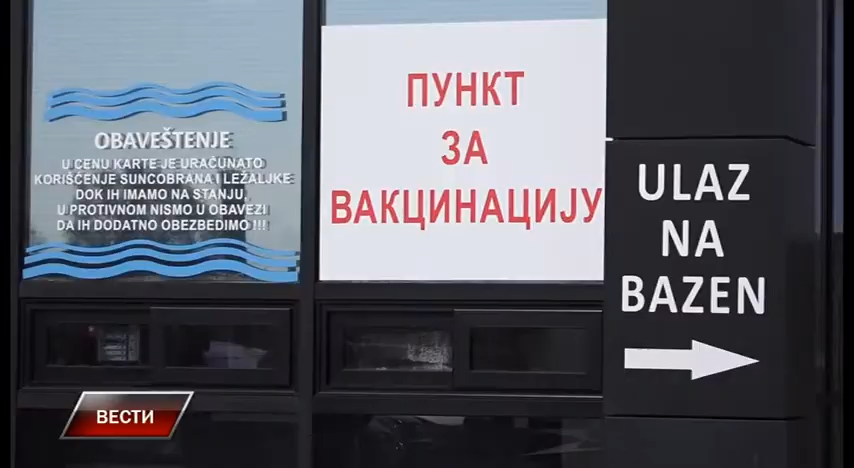 OBAVEŠTENJE
U CENU KARTE JE URAČUNATO
KORIŠĆENJE SUNCOBRANA I LEŽALJKE
DOK IH IMAMO NA STANJU,
U PROTIVNOM NISMO U OBAVEZI
DA IH DODATNO OBEZBEDIMO !!!
ПУНКТ
ЗА
ВАКЦИНАЦИЈУ
ULAZ
NA
BAZEN
ВЕСТИ